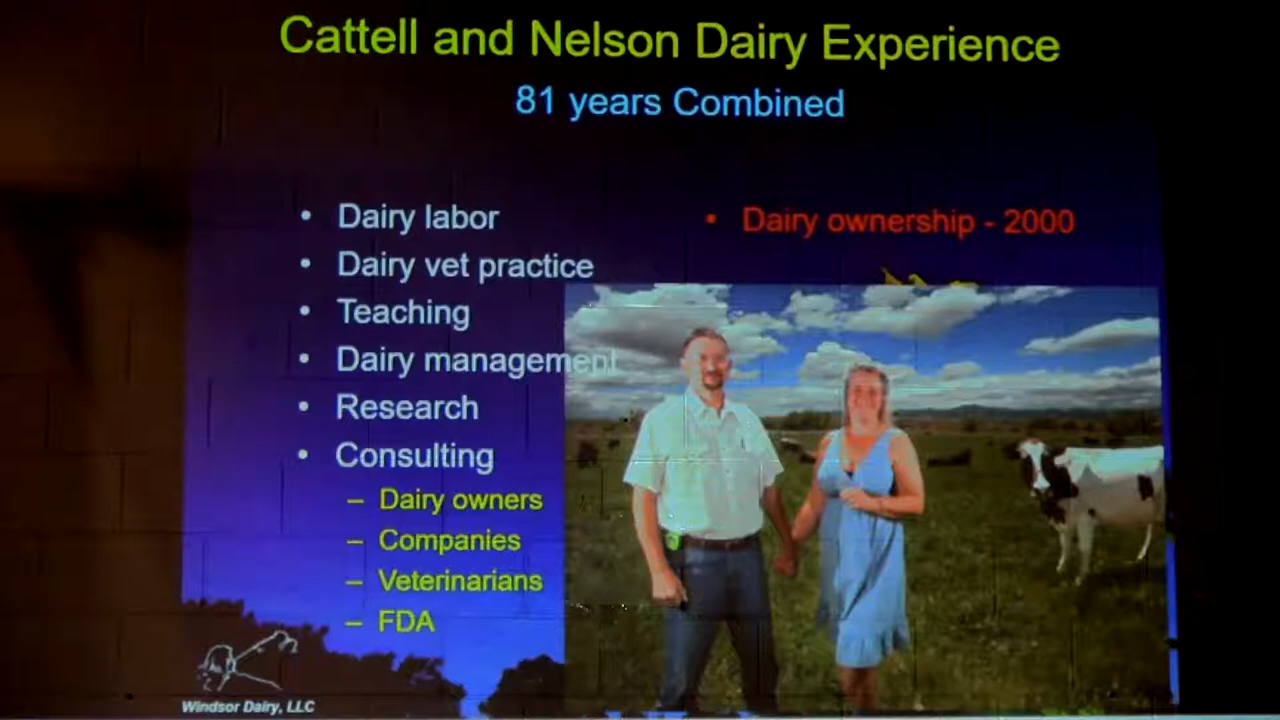 Cattell and Nelson Dairy Experience
81 years Combined
• Dairy labor
• Dairy vet practice
• Teaching
• Dairy management
• Research
• Consulting
– Dairy owners
– Companies
– Veterinarians
– FDA
• Dairy ownership - 2000
Windsor Dairy, LLC